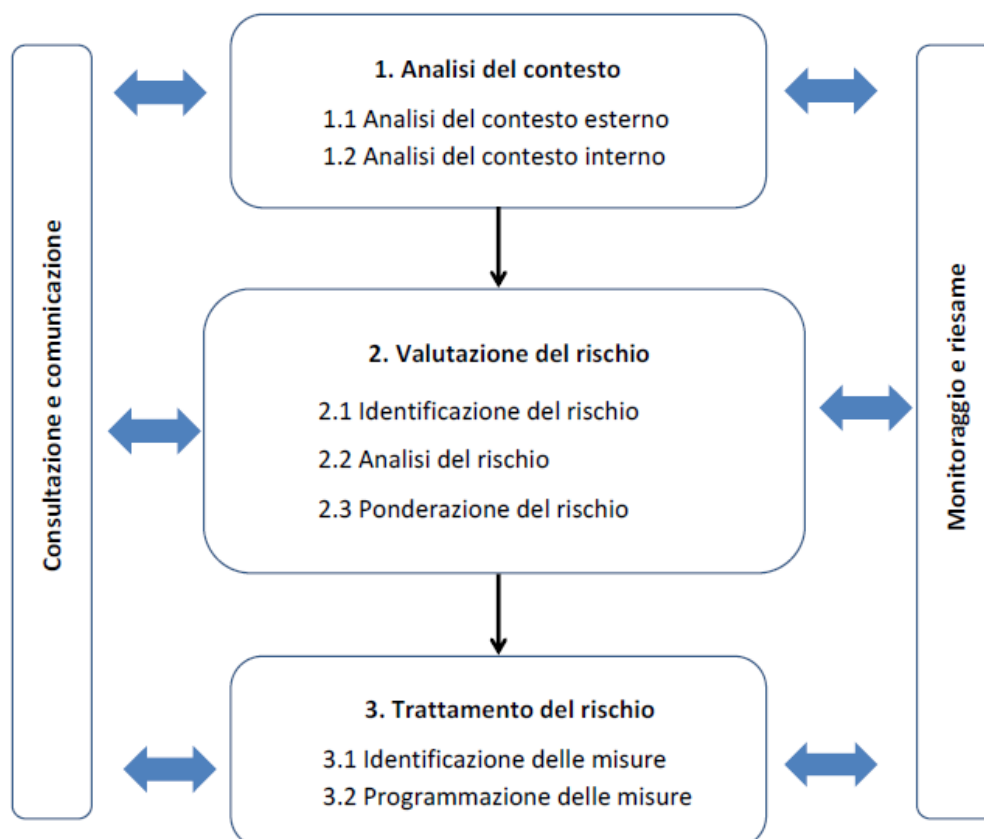 Consultazione e comunicazione
1. Analisi del contesto
1.1 Analisi del contesto esterno
1.2 Analisi del contesto interno
2. Valutazione del rischio
2.1 Identificazione del rischio
2.2 Analisi del rischio
2.3 Ponderazione del rischio
3. Trattamento del rischio
3.1 Identificazione delle misure
3.2 Programmazione delle misure
Monitoraggio e riesame